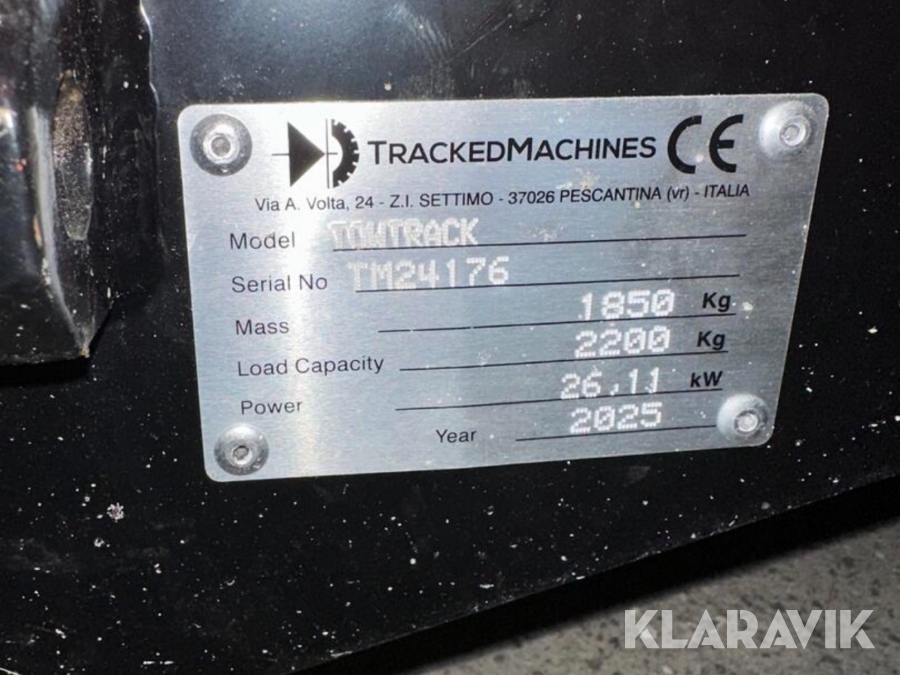 TRACKEDMACHINES CE
Via A. Volta, 24 - Z.I. SETTIMO - 37026 PESCANTINA (vr) - ITALIA
Model TOWTRACK
Serial No TM24176
Mass 1850 Kg
Load Capacity 2200 Kg
Power 26,11 kW
Year 2025
KLARAVIK